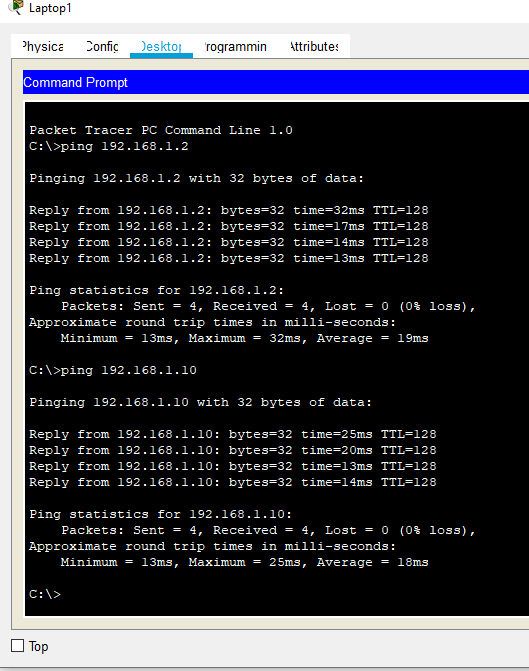 Laptop1
Physica Config Desktop rogrammin Attributes
Command Prompt
Packet Tracer PC Command Line 1.0
C:\>ping 192.168.1.2
Pinging 192.168.1.2 with 32 bytes of data:
Reply from 192.168.1.2: bytes=32 time=32ms TTL=128
Reply from 192.168.1.2: bytes=32 time=17ms TTL=128
Reply from 192.168.1.2: bytes=32 time=14ms TTL=128
Reply from 192.168.1.2: bytes=32 time=13ms TTL=128
Ping statistics for 192.168.1.2:
Packets: Sent = 4, Received = 4, Lost = 0 (0% loss),
Approximate round trip times in milli-seconds:
Minimum = 13ms, Maximum = 32ms, Average = 19ms
C:\>ping 192.168.1.10
Pinging 192.168.1.10 with 32 bytes of data:
Reply from 192.168.1.10: bytes=32 time=25ms TTL=128
Reply from 192.168.1.10: bytes=32 time=20ms TTL=128
Reply from 192.168.1.10: bytes=32 time=13ms TTL=128
Reply from 192.168.1.10: bytes=32 time=14ms TTL=128
Ping statistics for 192.168.1.10:
Packets: Sent = 4, Received = 4, Lost = 0 (0% loss),
Approximate round trip times in milli-seconds:
Minimum = 13ms, Maximum = 25ms, Average = 18ms
C:\>
Top